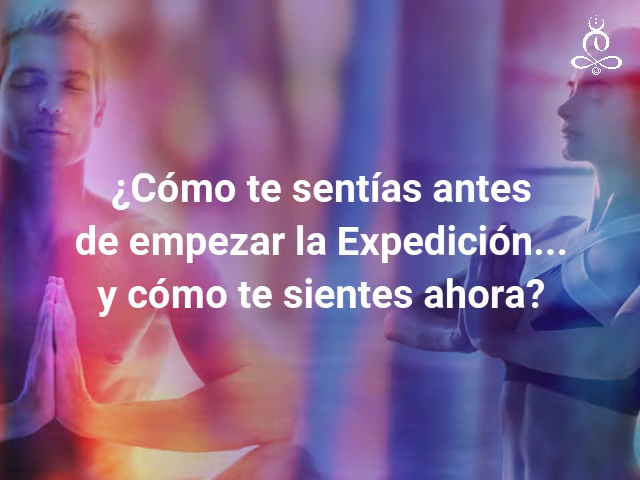 ¿Cómo te sentías antes
de empezar la Expedición...
y cómo te sientes ahora?